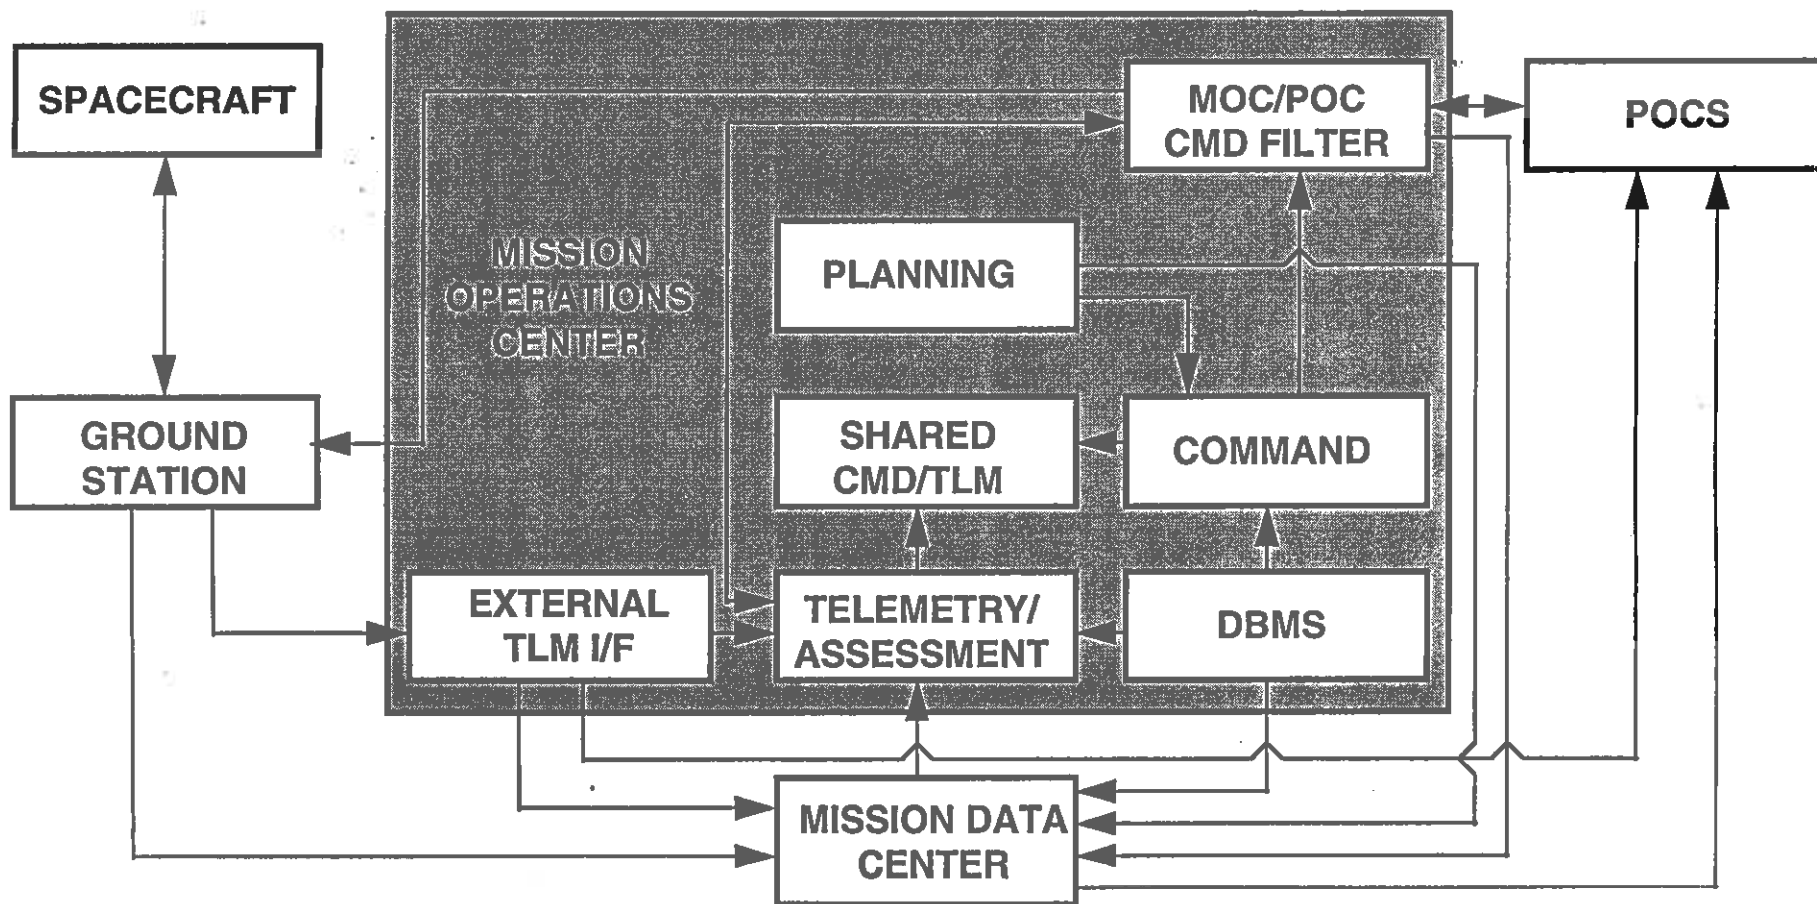 SPACECRAFT
MOC/POC
CMD FILTER
POCS
MISSION
OPERATIONS
CENTER
PLANNING
GROUND
STATION
SHARED
CMD/TLM
COMMAND
EXTERNAL
TLM I/F
TELEMETRY/
ASSESSMENT
DBMS
MISSION DATA
CENTER